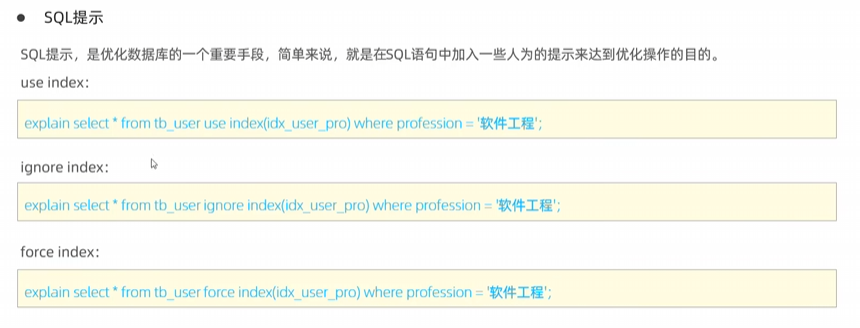 ● SQL提示
SQL提示，是优化数据库的一个重要手段，简单来说，就是在SQL语句中加入一些人为的提示来达到优化操作的目的。
use index：
explain select * from tb_user use index(idx_user_pro) where profession = '软件工程';
ignore index：
explain select * from tb_user ignore index(idx_user_pro) where profession = '软件工程';
force index：
explain select * from tb_user force index(idx_user_pro) where profession = '软件工程';